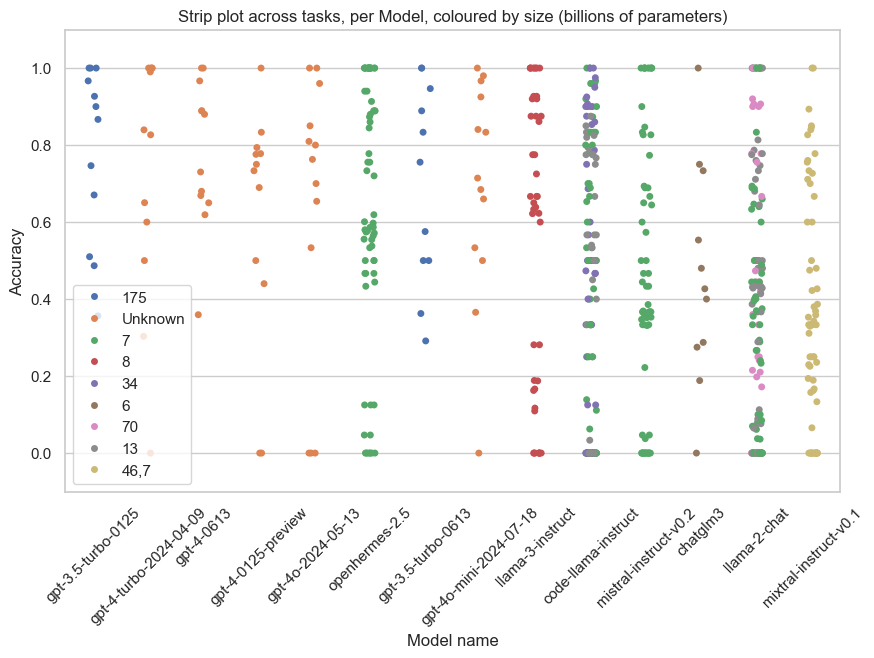 Strip plot across tasks, per Model, coloured by size (billions of parameters)
Accuracy
1.0
0.8
0.6
0.4
0.2
0.0
175
Unknown
7
8
34
6
70
13
46,7
gpt-3.5-turbo-0125
gpt-4-turbo-2024-04-09
gpt-4-0613
gpt-4-0125-preview
gpt-4o-2024-05-13
openhermes-2.5
gpt-3.5-turbo-0613
gpt-4o-mini-2024-07-18
llama-3-instruct
code-llama-instruct
mistral-instruct-v0.2
chatglm3
llama-2-chat
mixtral-instruct-v0.1
Model name